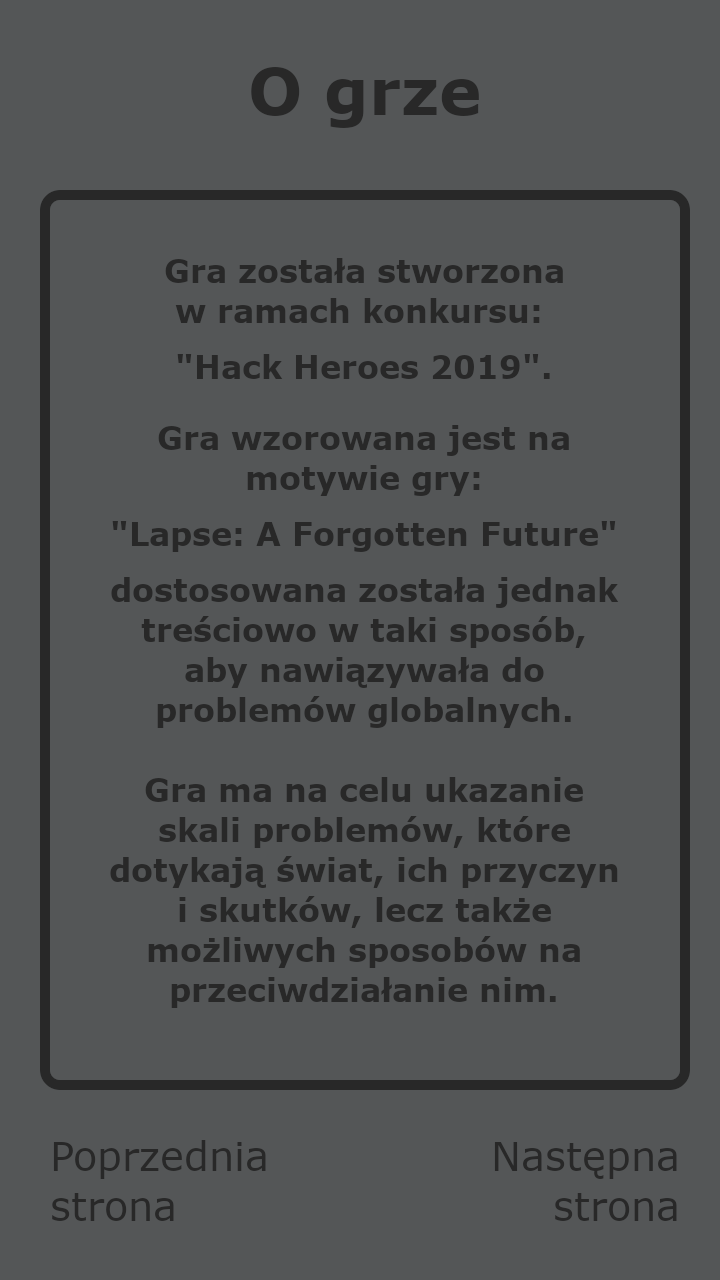 O grze
Gra została stworzona
w ramach konkursu:
"Hack Heroes 2019".
Gra wzorowana jest na
motywie gry:
"Lapse: A Forgotten Future"
dostosowana została jednak
treściowo w taki sposób,
aby nawiązywała do
problemów globalnych.
Gra ma na celu ukazanie
skali problemów, które
dotykają świat, ich przyczyn
i skutków, lecz także
możliwych sposobów na
przeciwdziałanie nim.
Poprzednia
strona
Następna
strona